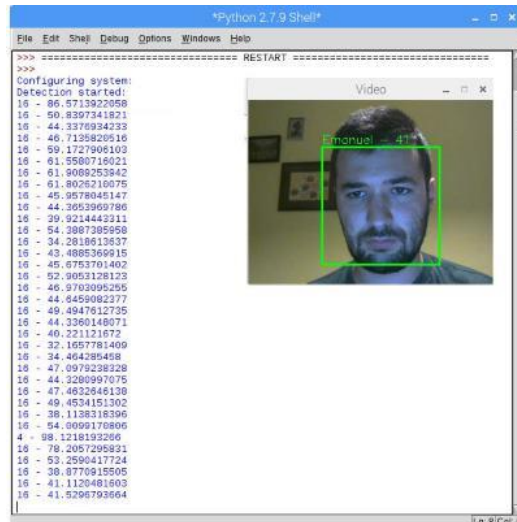 *Python 2.7.9 Shell*
File Edit Shell Debug Options Windows Help
>>> ================================ RESTART ================================
>>>
Configuring system:
Detection started:
16 - 86.5713922058
16 - 50.8397341821
16 - 44.3376934233
16 - 46.7135820516
16 - 59.1727906103
16 - 61.5580716021
16 - 61.9089253942
16 - 61.8026210075
16 - 45.9578045147
16 - 44.3653969786
16 - 39.9214443311
16 - 54.3887385958
16 - 34.2818613637
16 - 43.4885369915
16 - 45.6753701402
16 - 52.9053128123
16 - 46.9703095255
16 - 44.6459082377
16 - 49.4947612735
16 - 44.3360148071
16 - 40.221121672
16 - 32.1657781409
16 - 34.464285458
16 - 47.0979238328
16 - 44.3280997075
16 - 47.4632646138
16 - 49.4534151302
16 - 38.1138318396
16 - 54.0099170806
4 - 98.1218193266
16 - 78.2057295831
16 - 53.2590417724
16 - 38.8770915505
16 - 41.1120481603
16 - 41.5296793664
Video
Emanuel - 41